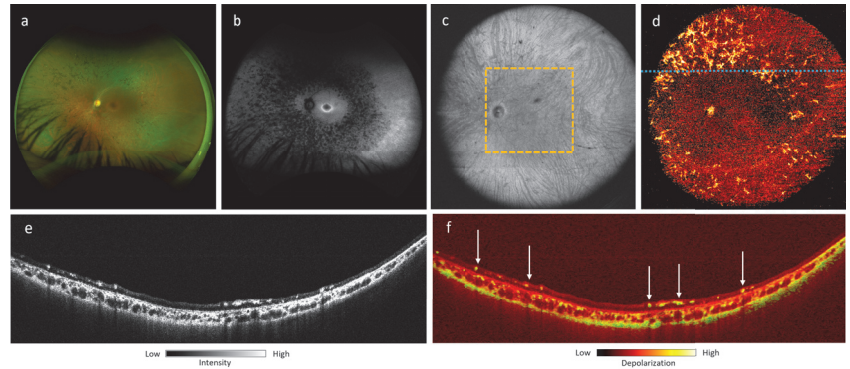 a
b
c
d
e
f
Low
High
Intensity
Low
High
Depolarization